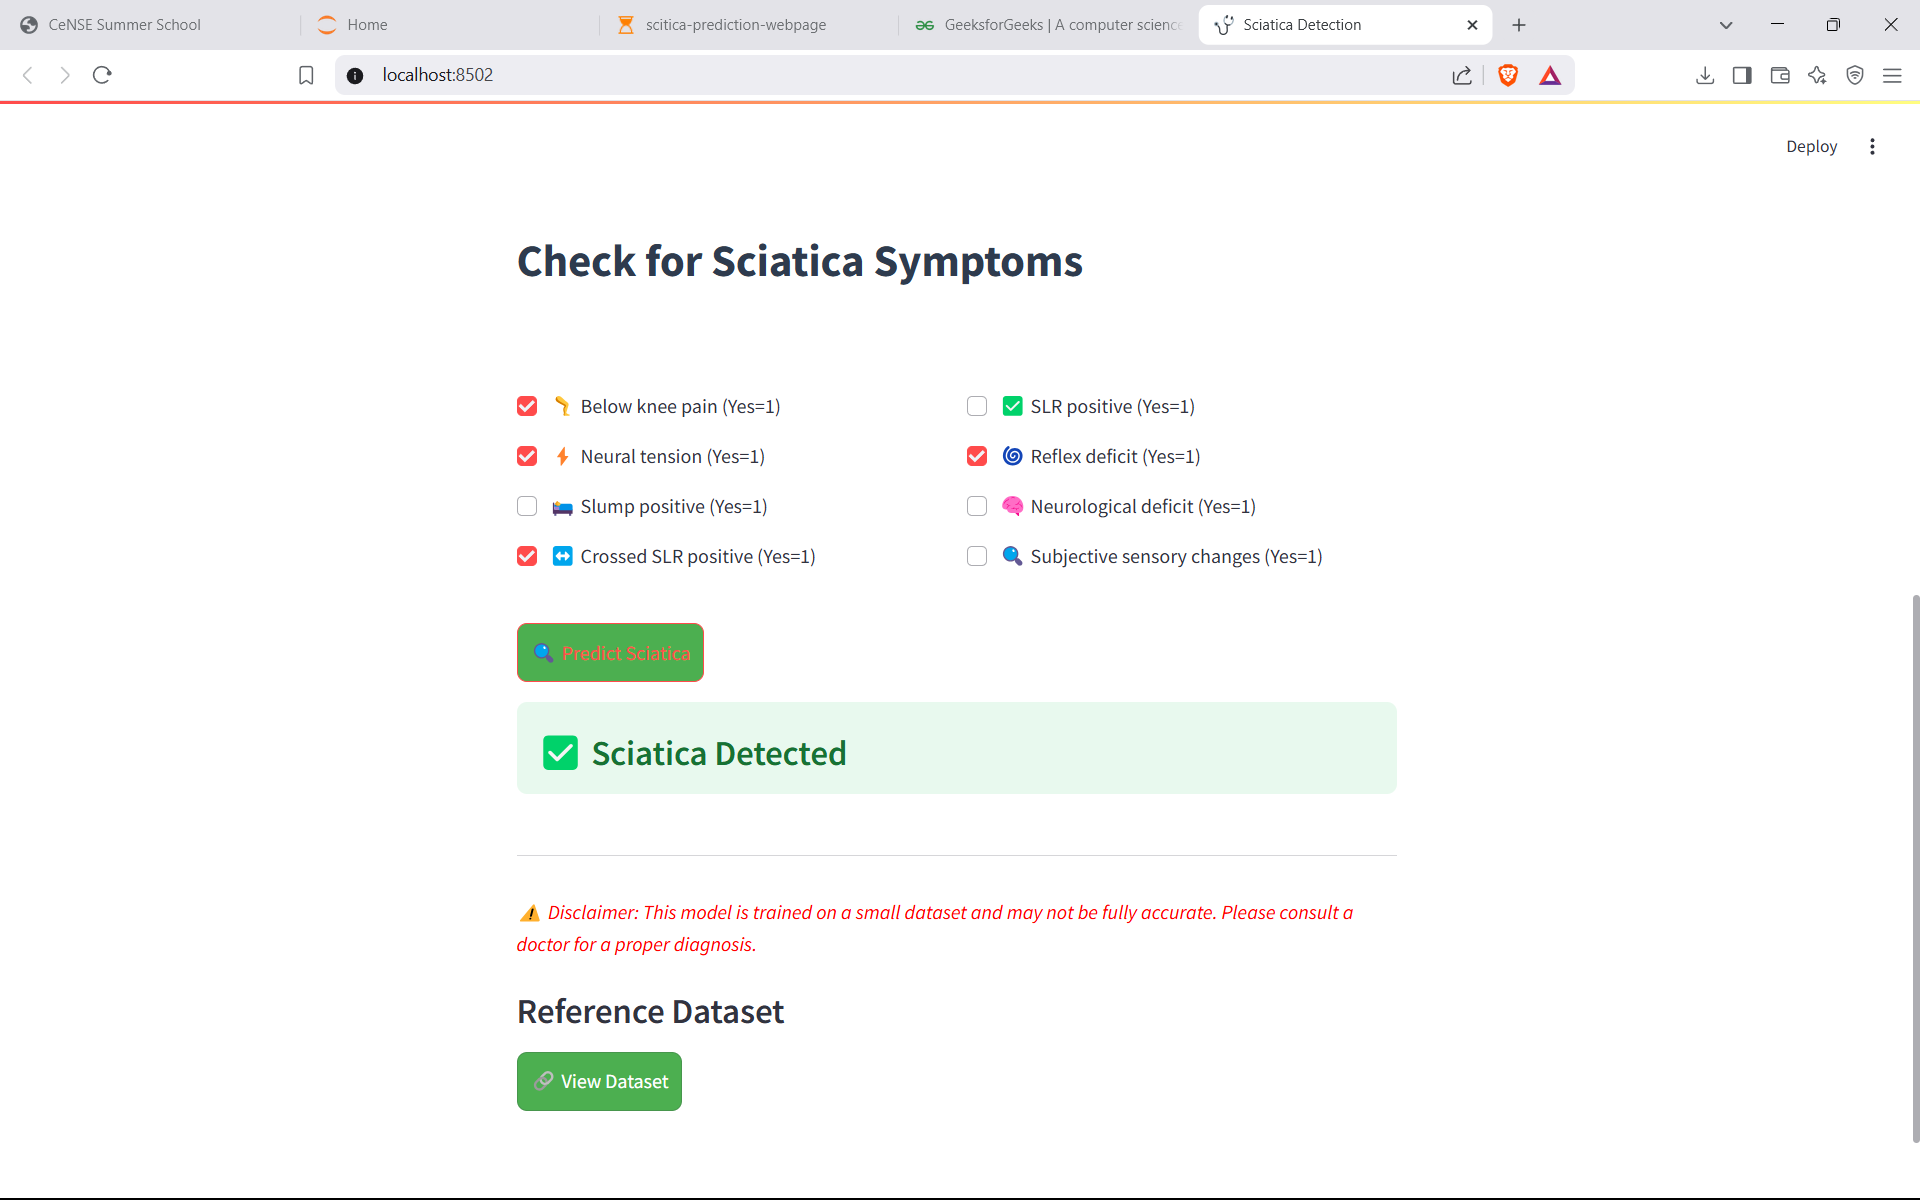 CeNSE Summer School
Home
scitica-prediction-webpage
GeeksforGeeks | A computer science
Sciatica Detection
localhost:8502
Deploy
Check for Sciatica Symptoms
Below knee pain (Yes=1)
SLR positive (Yes=1)
Neural tension (Yes=1)
Reflex deficit (Yes=1)
Slump positive (Yes=1)
Neurological deficit (Yes=1)
Crossed SLR positive (Yes=1)
Subjective sensory changes (Yes=1)
Predict Sciatica
Sciatica Detected
Disclaimer: This model is trained on a small dataset and may not be fully accurate. Please consult a
doctor for a proper diagnosis.
Reference Dataset
View Dataset